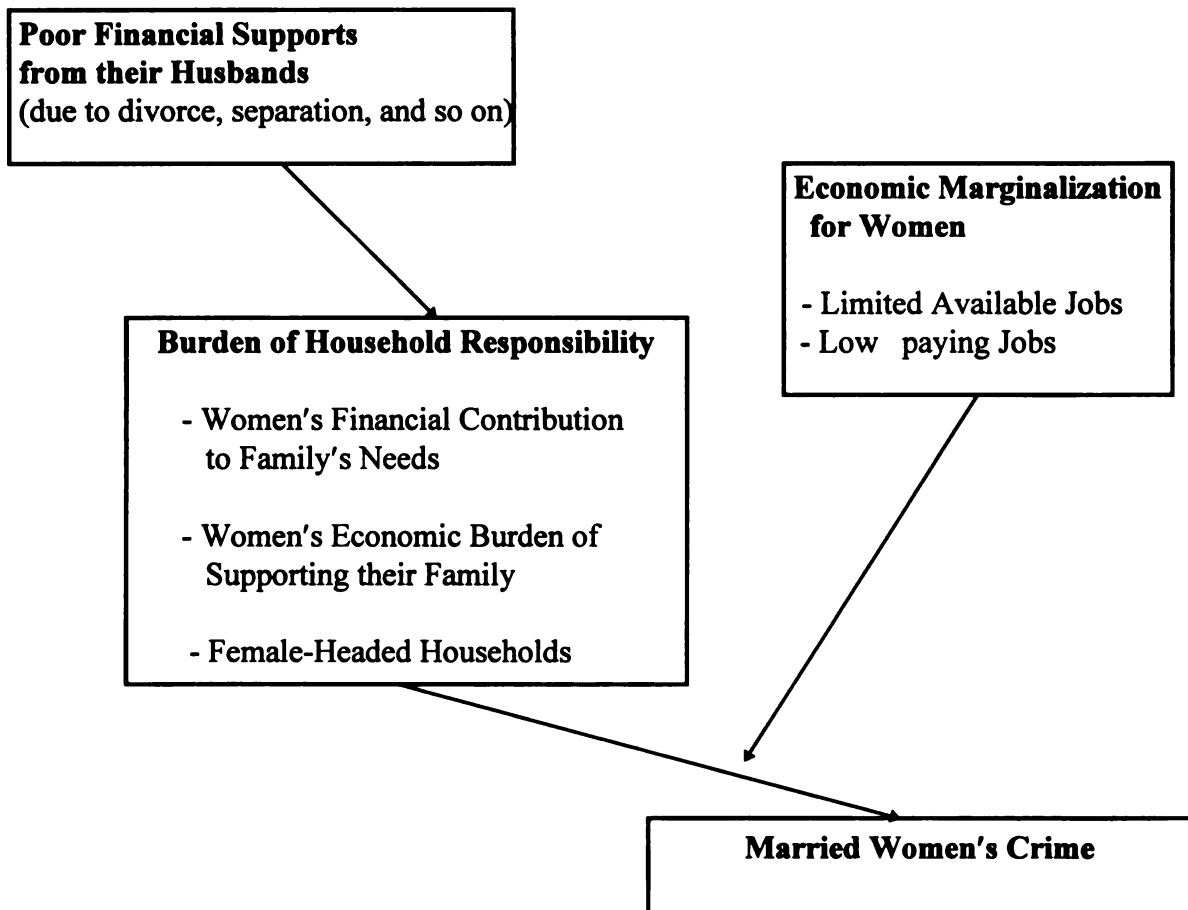 Poor Financial Supports
from their Husbands
(due to divorce, separation, and so on)
Economic Marginalization
for Women
- Limited Available Jobs
- Low paying Jobs
Burden of Household Responsibility
- Women's Financial Contribution
to Family's Needs
- Women's Economic Burden of
Supporting their Family
- Female-Headed Households
Married Women's Crime